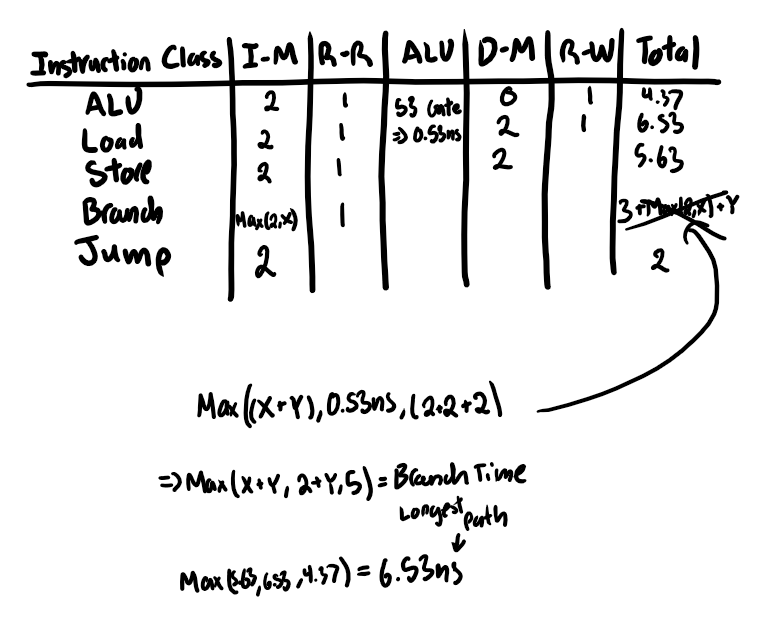 Instruction Class I-M R-R ALU D-M R-W Total
ALU 2 1 53 Gate 0 1 4.37
Load 2 1 => 0.53ns 2 1 6.53
Store 2 1 2 5.63
Branch Max(2,X) 1 3+Max(2,X)+Y
Jump 2 2
Max((X+Y), 0.53ns, (2+2+2)
=> Max(X+Y, 2+Y, 5) = Branch Time
Longest path
Max(5.63, 6.53, 4.37) = 6.53ns